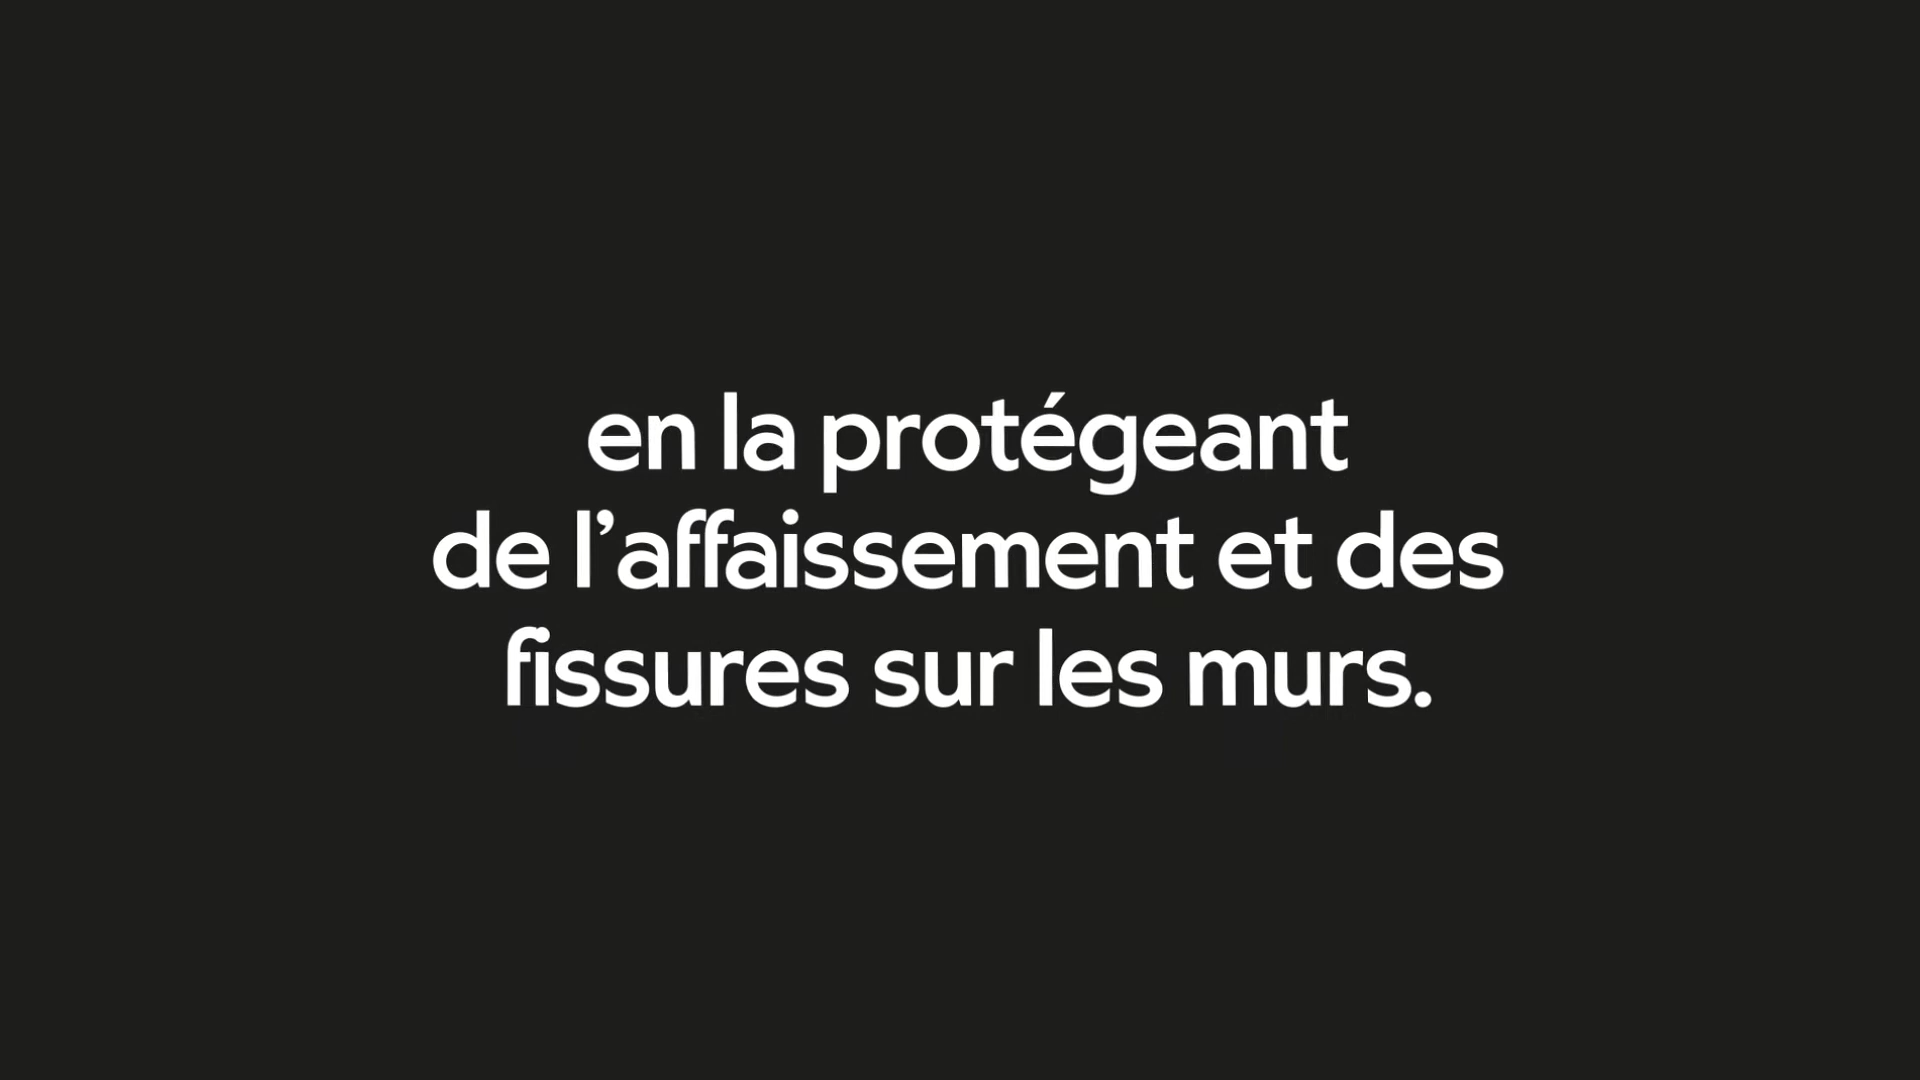 en la protégeant
de l’affaissement et des
fissures sur les murs.